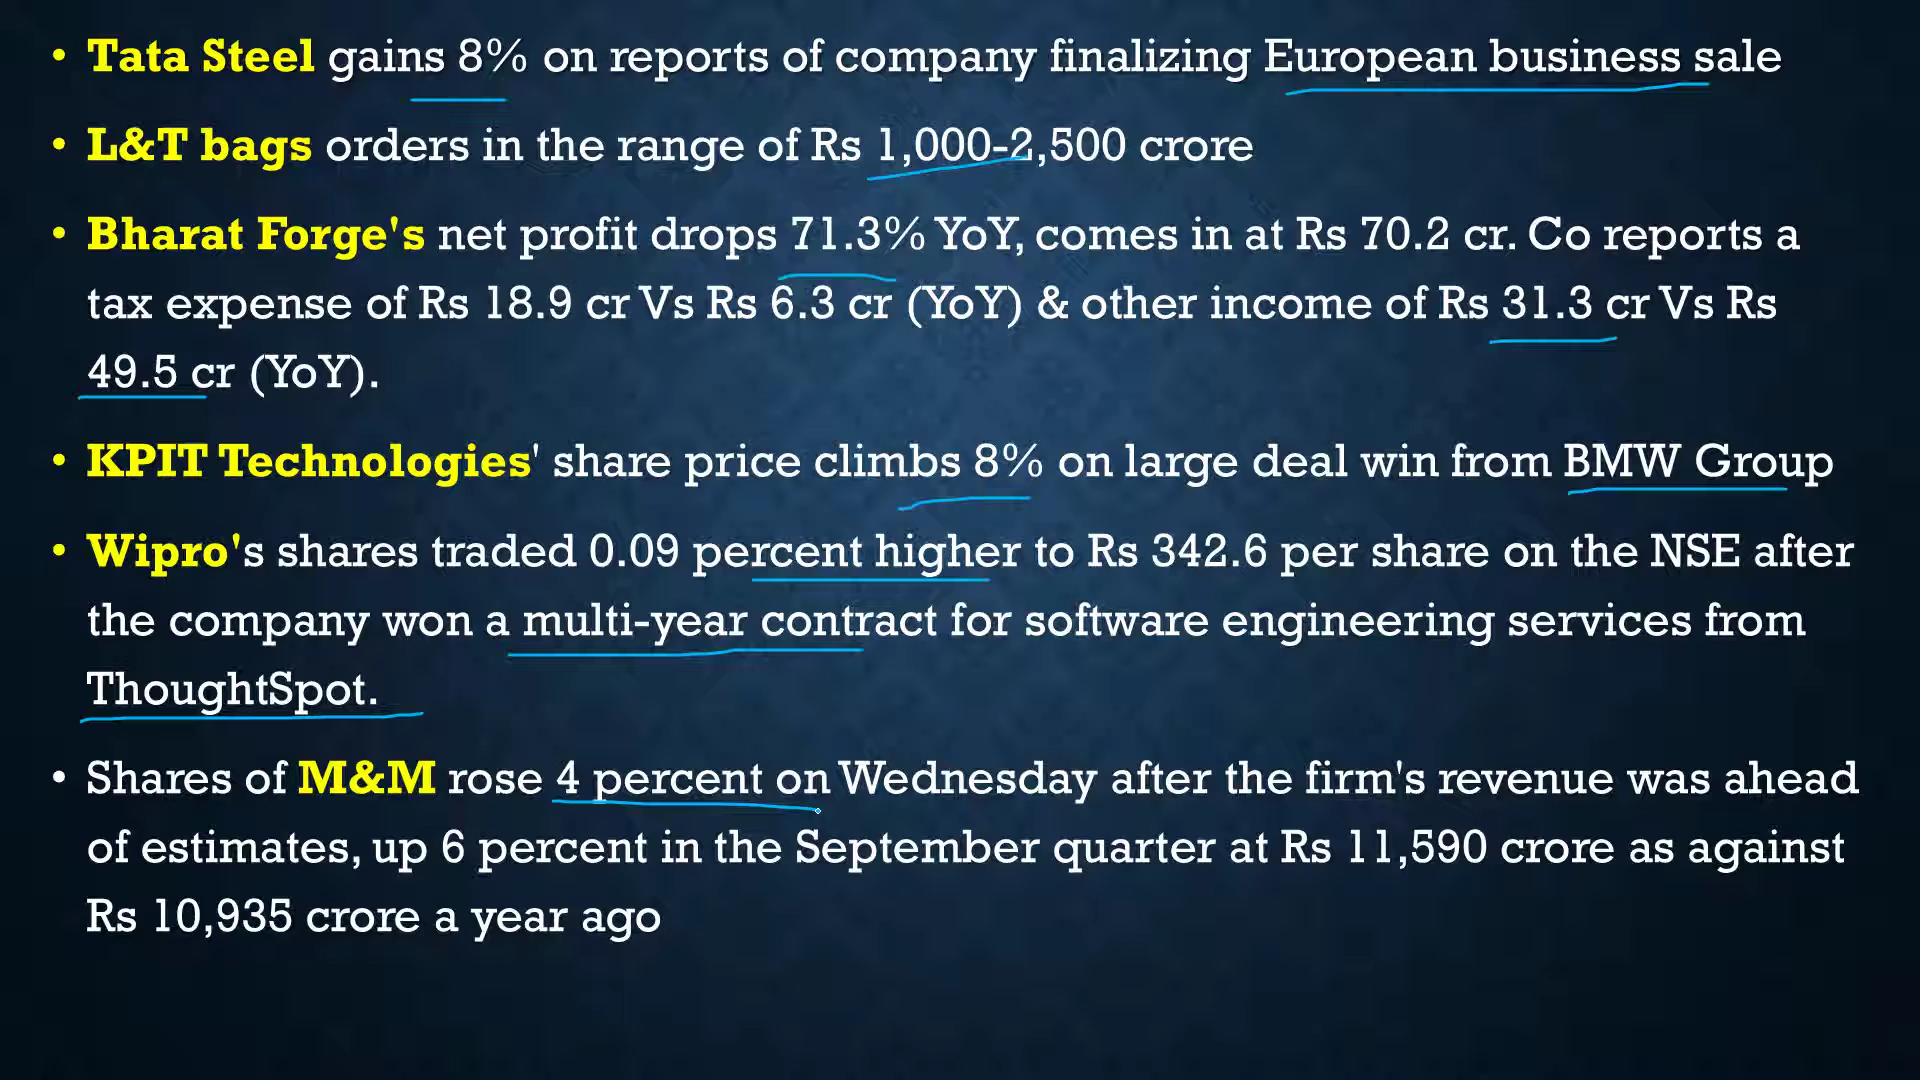 • Tata Steel gains 8% on reports of company finalizing European business sale
• L&T bags orders in the range of Rs 1,000-2,500 crore
• Bharat Forge's net profit drops 71.3% YoY, comes in at Rs 70.2 cr. Co reports a
tax expense of Rs 18.9 cr Vs Rs 6.3 cr (YoY) & other income of Rs 31.3 cr Vs Rs
49.5 cr (YoY).
• KPIT Technologies' share price climbs 8% on large deal win from BMW Group
• Wipro's shares traded 0.09 percent higher to Rs 342.6 per share on the NSE after
the company won a multi-year contract for software engineering services from
ThoughtSpot.
• Shares of M&M rose 4 percent on Wednesday after the firm's revenue was ahead
of estimates, up 6 percent in the September quarter at Rs 11,590 crore as against
Rs 10,935 crore a year ago